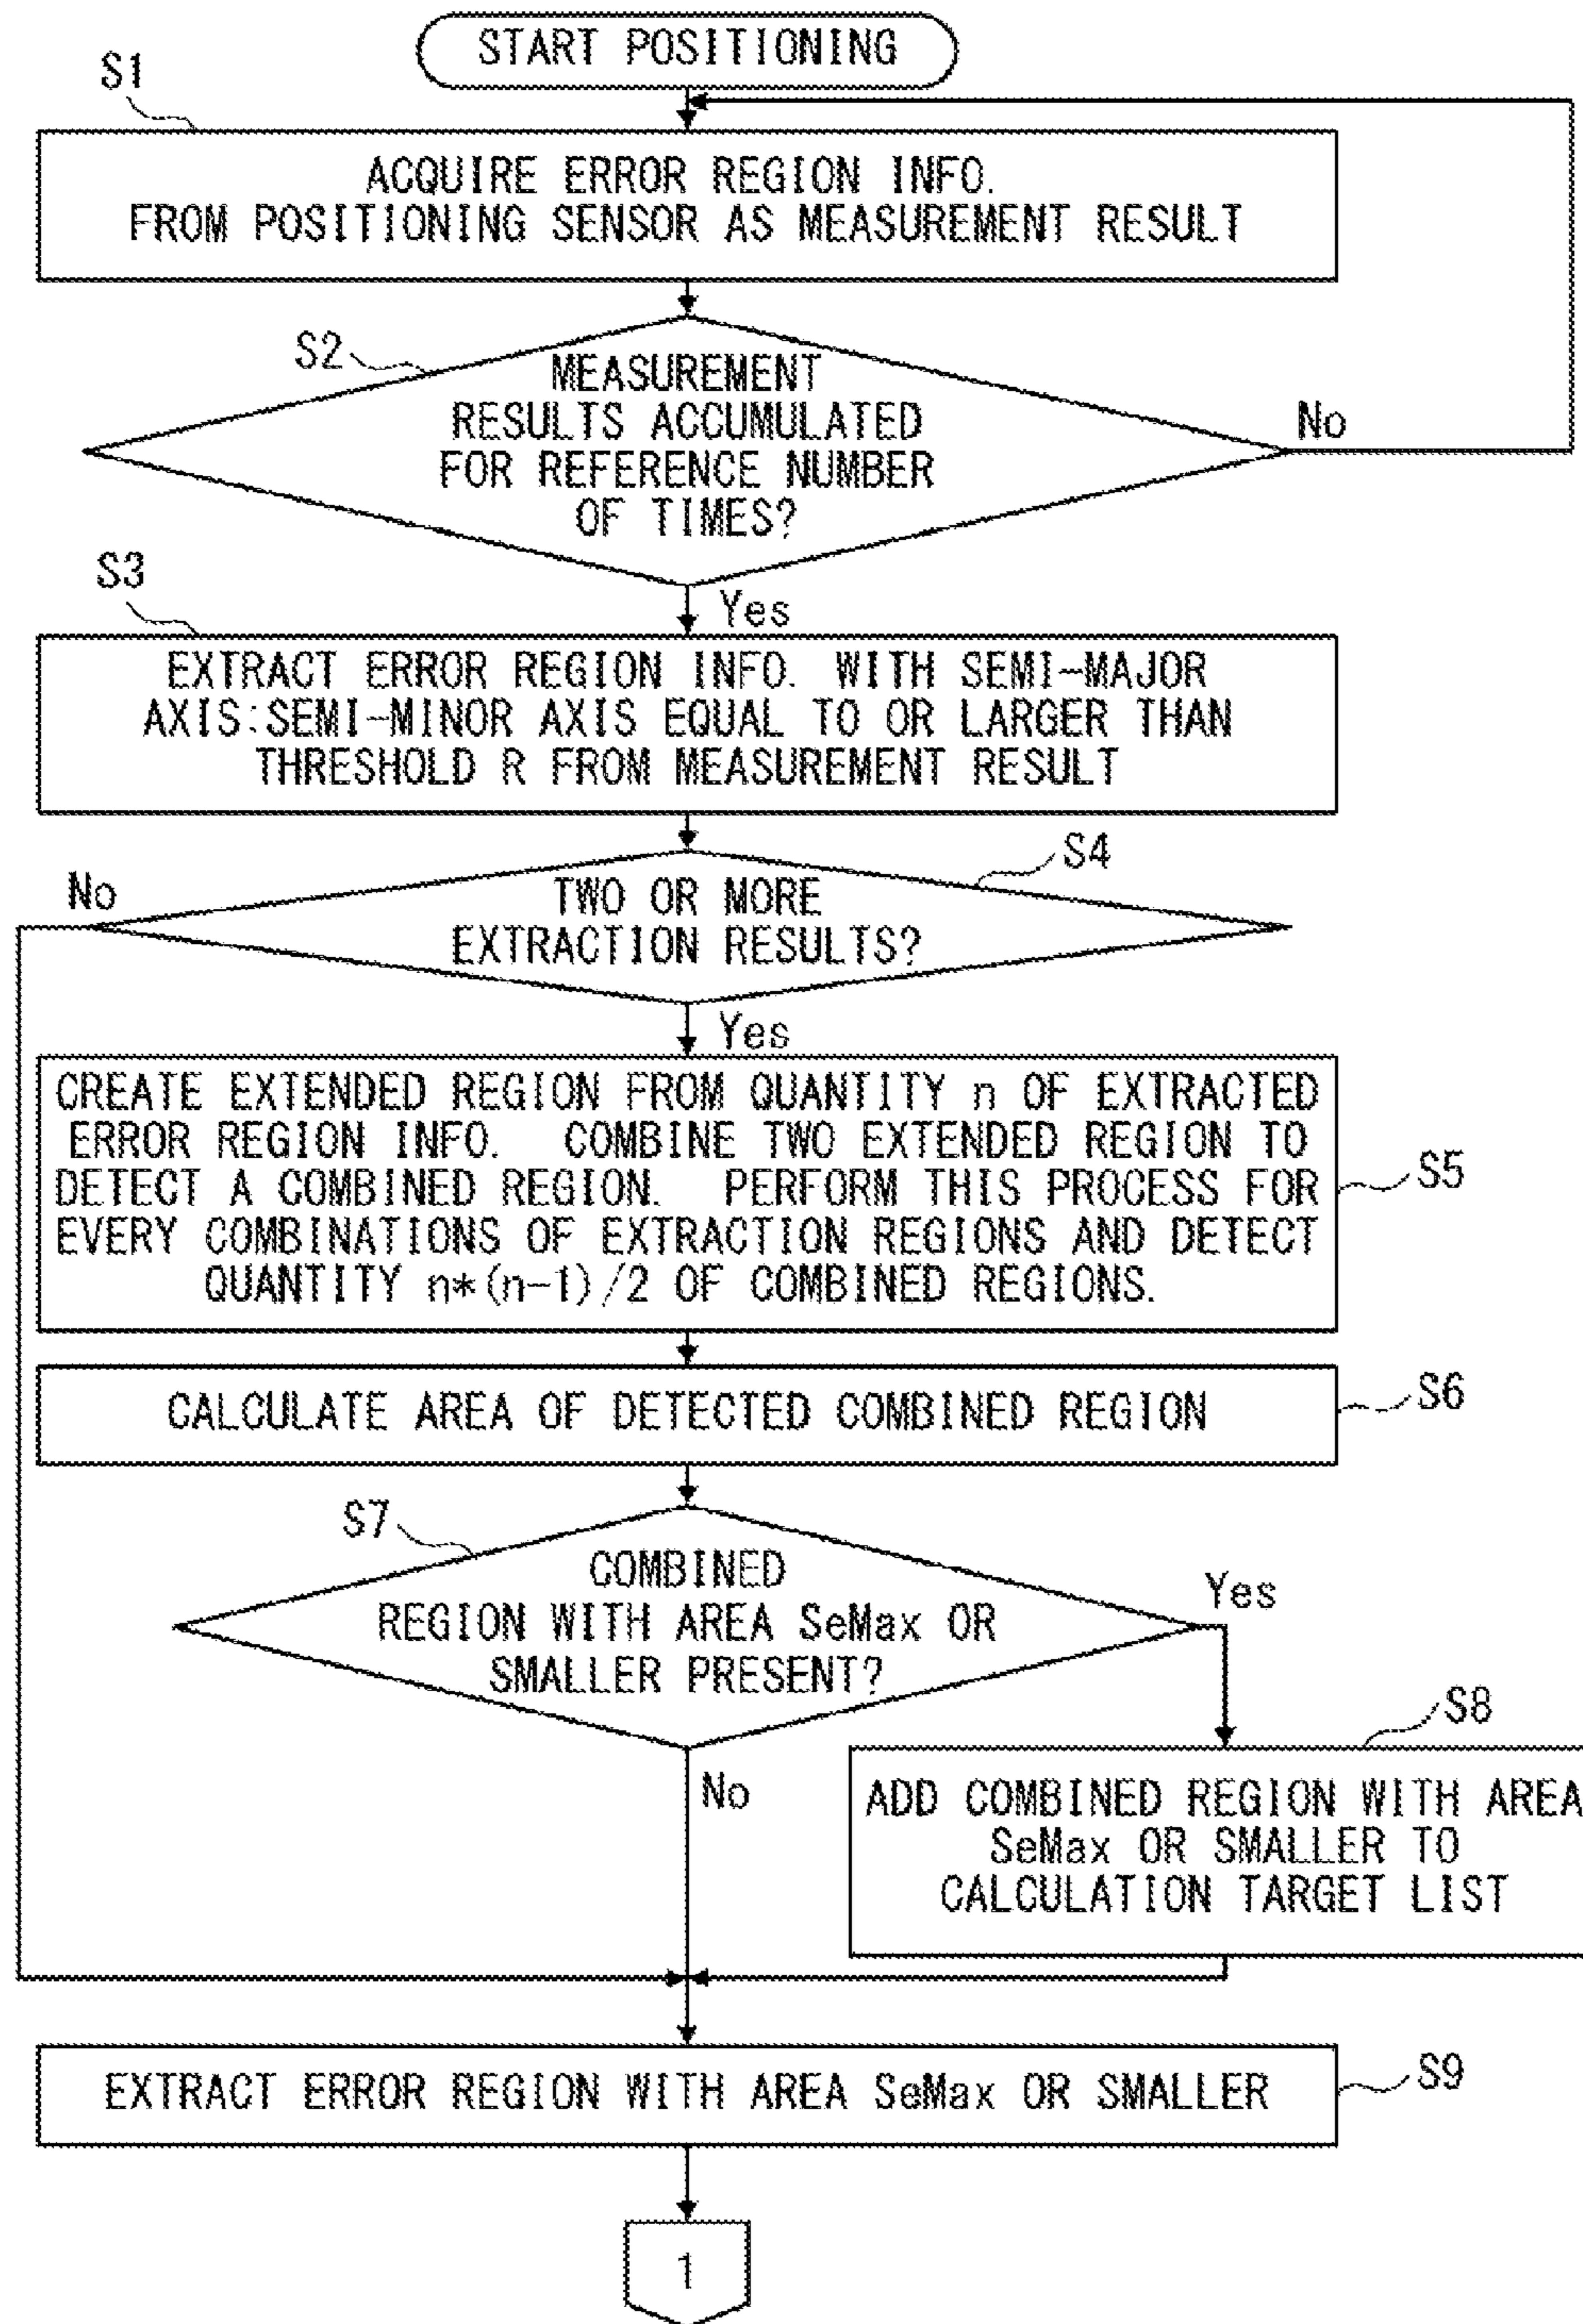 START POSITIONING
S1
ACQUIRE ERROR REGION INFO.
FROM POSITIONING SENSOR AS MEASUREMENT RESULT
S2
MEASUREMENT
RESULTS ACCUMULATED
FOR REFERENCE NUMBER
OF TIMES?
No
S3
Yes
EXTRACT ERROR REGION INFO. WITH SEMI-MAJOR
AXIS:SEMI-MINOR AXIS EQUAL TO OR LARGER THAN
THRESHOLD R FROM MEASUREMENT RESULT
S4
No
TWO OR MORE
EXTRACTION RESULTS?
Yes
CREATE EXTENDED REGION FROM QUANTITY n OF EXTRACTED
ERROR REGION INFO. COMBINE TWO EXTENDED REGION TO
DETECT A COMBINED REGION. PERFORM THIS PROCESS FOR
EVERY COMBINATIONS OF EXTRACTION REGIONS AND DETECT
QUANTITY n*(n-1)/2 OF COMBINED REGIONS.
S5
CALCULATE AREA OF DETECTED COMBINED REGION
S6
S7
COMBINED
REGION WITH AREA SeMax OR
SMALLER PRESENT?
Yes
No
S8
ADD COMBINED REGION WITH AREA
SeMax OR SMALLER TO
CALCULATION TARGET LIST
EXTRACT ERROR REGION WITH AREA SeMax OR SMALLER
S9
1